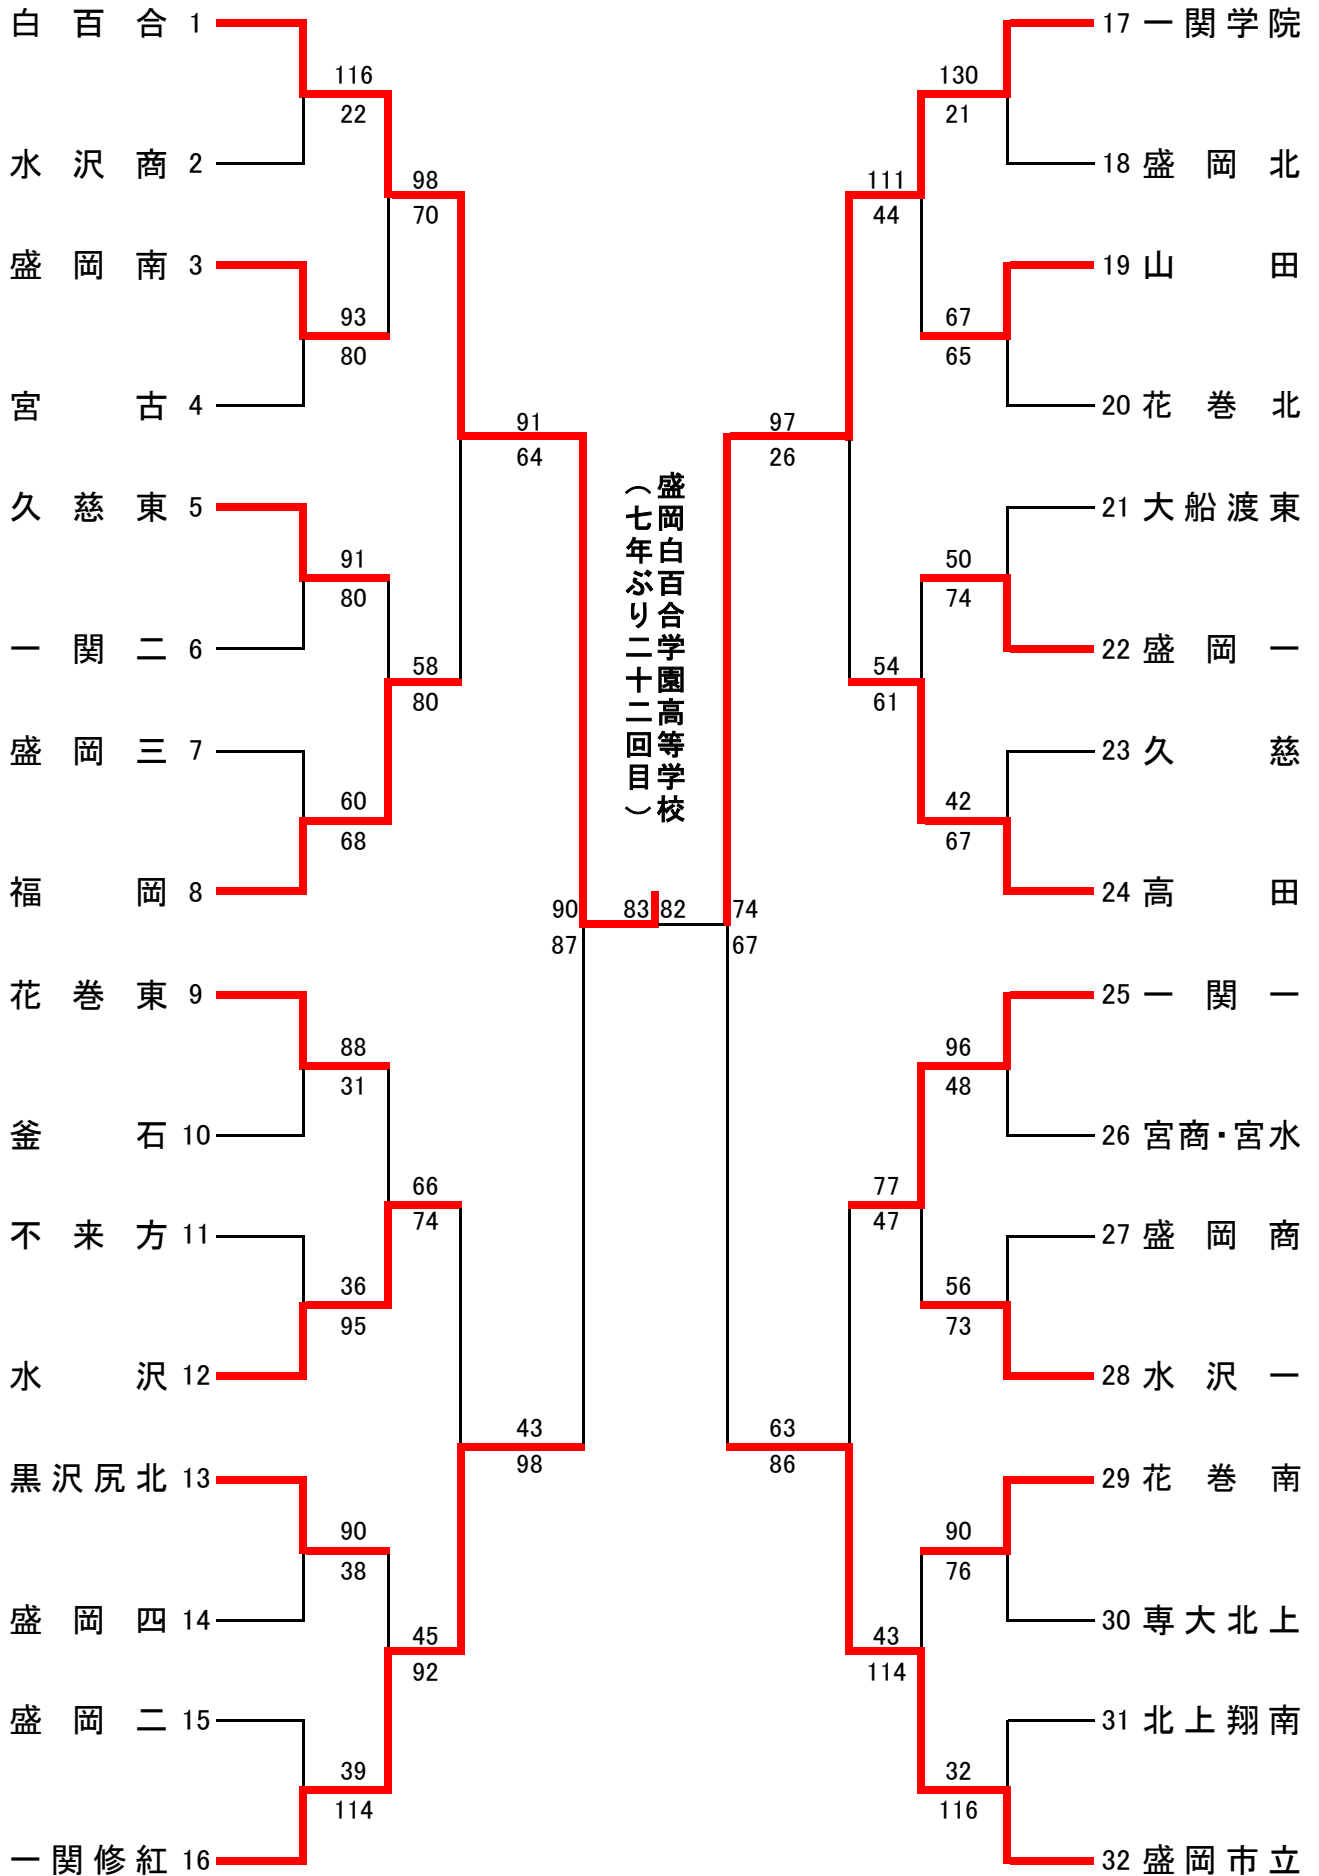 白百合 1
116
22
水沢商 2
98
70
盛岡南 3
93
80
宮古 4
91
64
久慈東 5
91
80
一関二 6
58
80
盛岡三 7
60
68
福岡 8
90
87
花巻東 9
88
31
釜石 10
66
74
不来方 11
36
95
水沢 12
43
98
黒沢尻北 13
90
38
盛岡四 14
45
92
盛岡二 15
39
114
一関修紅 16
盛岡白百合学園高等学校
（七年ぶり二十二回目）
83 82
17 一関学院
130
21
18 盛岡北
111
44
19 山田
67
65
20 花巻北
97
26
21 大船渡東
50
74
22 盛岡一
54
61
23 久慈
42
67
24 高田
74
67
25 一関一
96
48
26 宮商・宮水
77
47
27 盛岡商
56
73
28 水沢一
63
86
29 花巻南
90
76
30 専大北上
43
114
31 北上翔南
32
116
32 盛岡市立